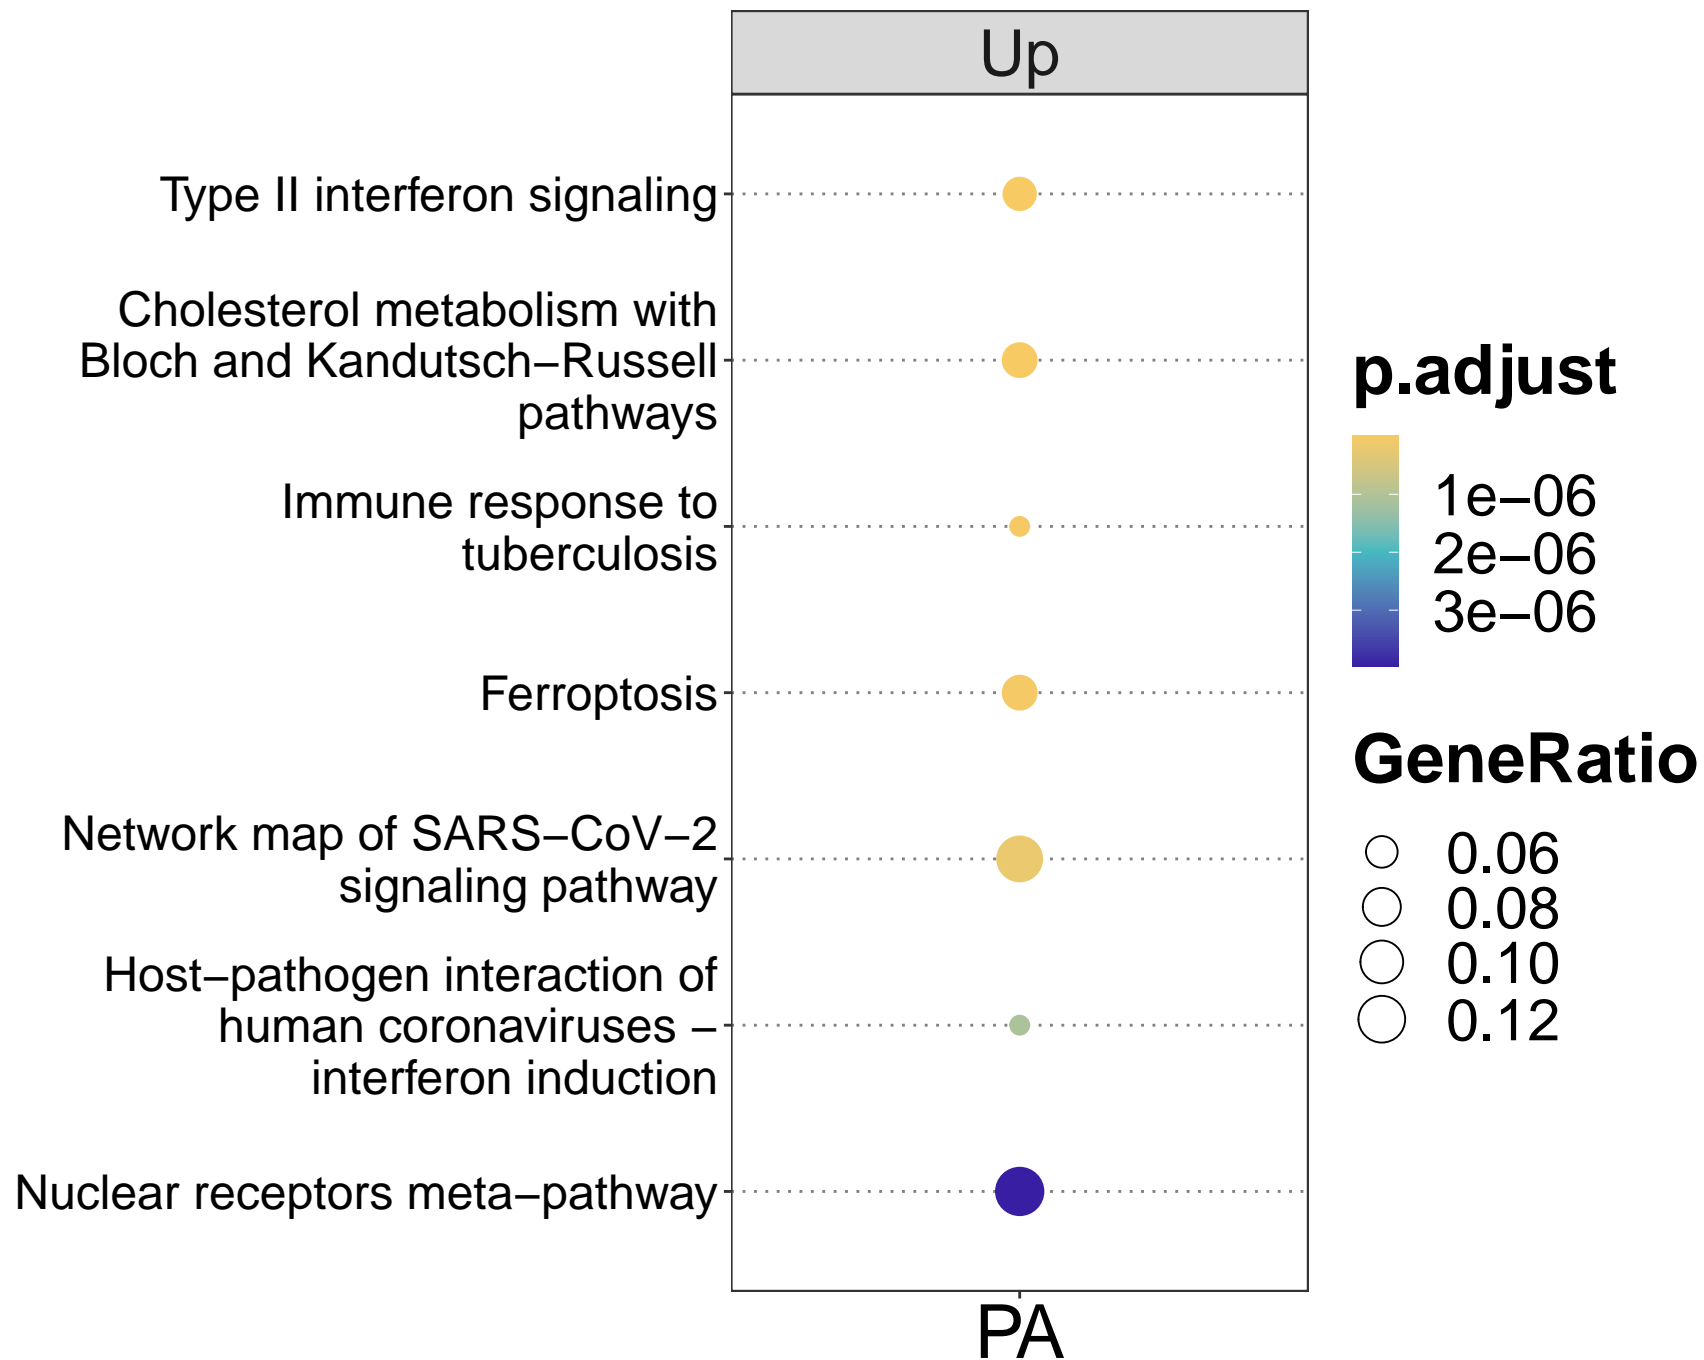 Up
Type II interferon signaling
Cholesterol metabolism with
Bloch and Kandutsch−Russell
pathways
Immune response to
tuberculosis
Ferroptosis
Network map of SARS−CoV−2
signaling pathway
Host−pathogen interaction of
human coronaviruses −
interferon induction
Nuclear receptors meta−pathway
PA
p.adjust
1e−06
2e−06
3e−06
GeneRatio
0.06
0.08
0.10
0.12